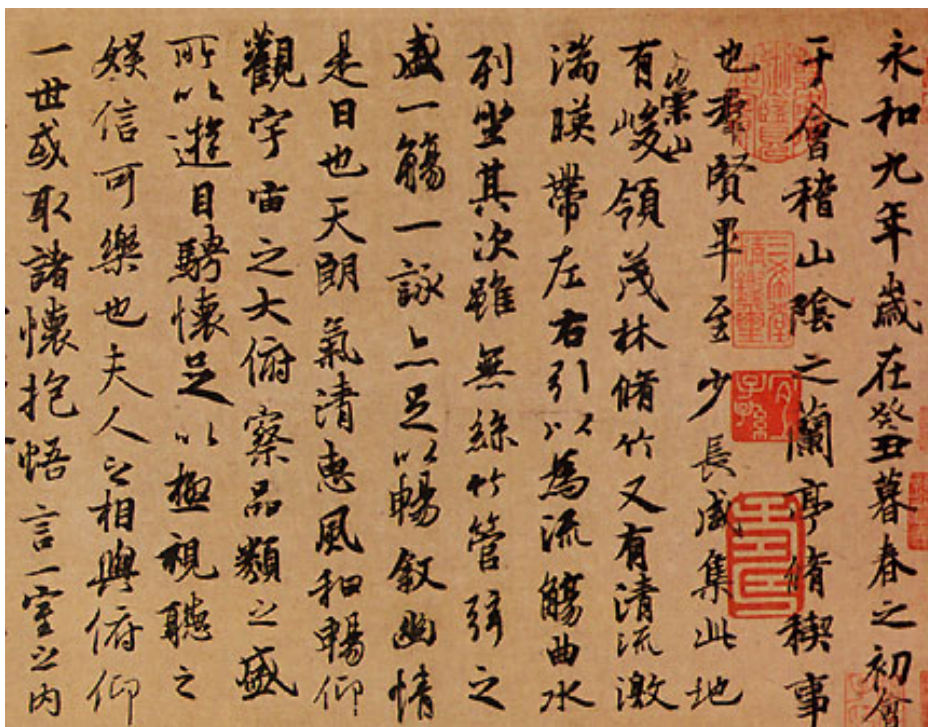 永和九年歲在癸丑暮春之初會
于會稽山陰之蘭亭脩稧事
也羣賢畢至少長咸集此地
有崇山峻領茂林脩竹又有清流激
湍暎帶左右引以為流觴曲水
列坐其次雖無絲竹管弦之
盛一觴一詠亦足以暢敘幽情
是日也天朗氣清惠風和暢仰
觀宇宙之大俯察品類之盛
所以遊目騁懷足以極視聽之
娛信可樂也夫人之相與俯仰
一世或取諸懷抱悟言一室之內